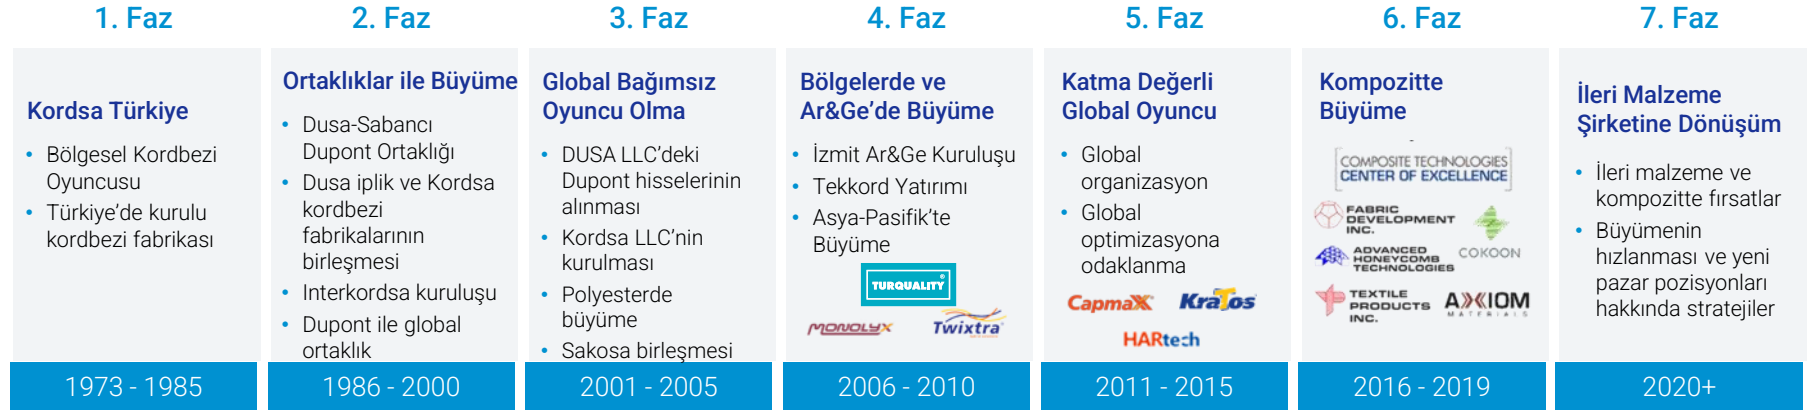 1. Faz
Kordsa Türkiye
• Bölgesel Kordbezi
Oyuncusu
• Türkiye’de kurulu
kordbezi fabrikası
1973 - 1985
2. Faz
Ortaklıklar ile Büyüme
• Dusa-Sabancı
Dupont Ortaklığı
• Dusa iplik ve Kordsa
kordbezi
fabrikalarının
birleşmesi
• Interkordsa kuruluşu
• Dupont ile global
ortaklık
1986 - 2000
3. Faz
Global Bağımsız
Oyuncu Olma
• DUSA LLC’deki
Dupont hisselerinin
alınması
• Kordsa LLC’nin
kurulması
• Polyesterde
büyüme
• Sakosa birleşmesi
2001 - 2005
4. Faz
Bölgelerde ve
Ar&Ge’de Büyüme
• İzmit Ar&Ge Kuruluşu
• Tekkord Yatırımı
• Asya-Pasifik’te
Büyüme
TURQUALITY®
MONOLYX
Twixtra
2006 - 2010
5. Faz
Katma Değerli
Global Oyuncu
• Global
organizasyon
• Global
optimizasyona
odaklanma
Capmax
Kratos
HARtech
2011 - 2015
6. Faz
Kompozitte
Büyüme
COMPOSITE TECHNOLOGIES
CENTER OF EXCELLENCE
FABRIC
DEVELOPMENT
INC.
COKOON
ADVANCED
HONEYCOMB
TECHNOLOGIES
TEXTILE
PRODUCTS
INC.
AXIOM
MATERIALS
2016 - 2019
7. Faz
İleri Malzeme
Şirketine Dönüşüm
• İleri malzeme ve
kompozitte fırsatlar
• Büyümenin
hızlanması ve yeni
pazar pozisyonları
hakkında stratejiler
2020+